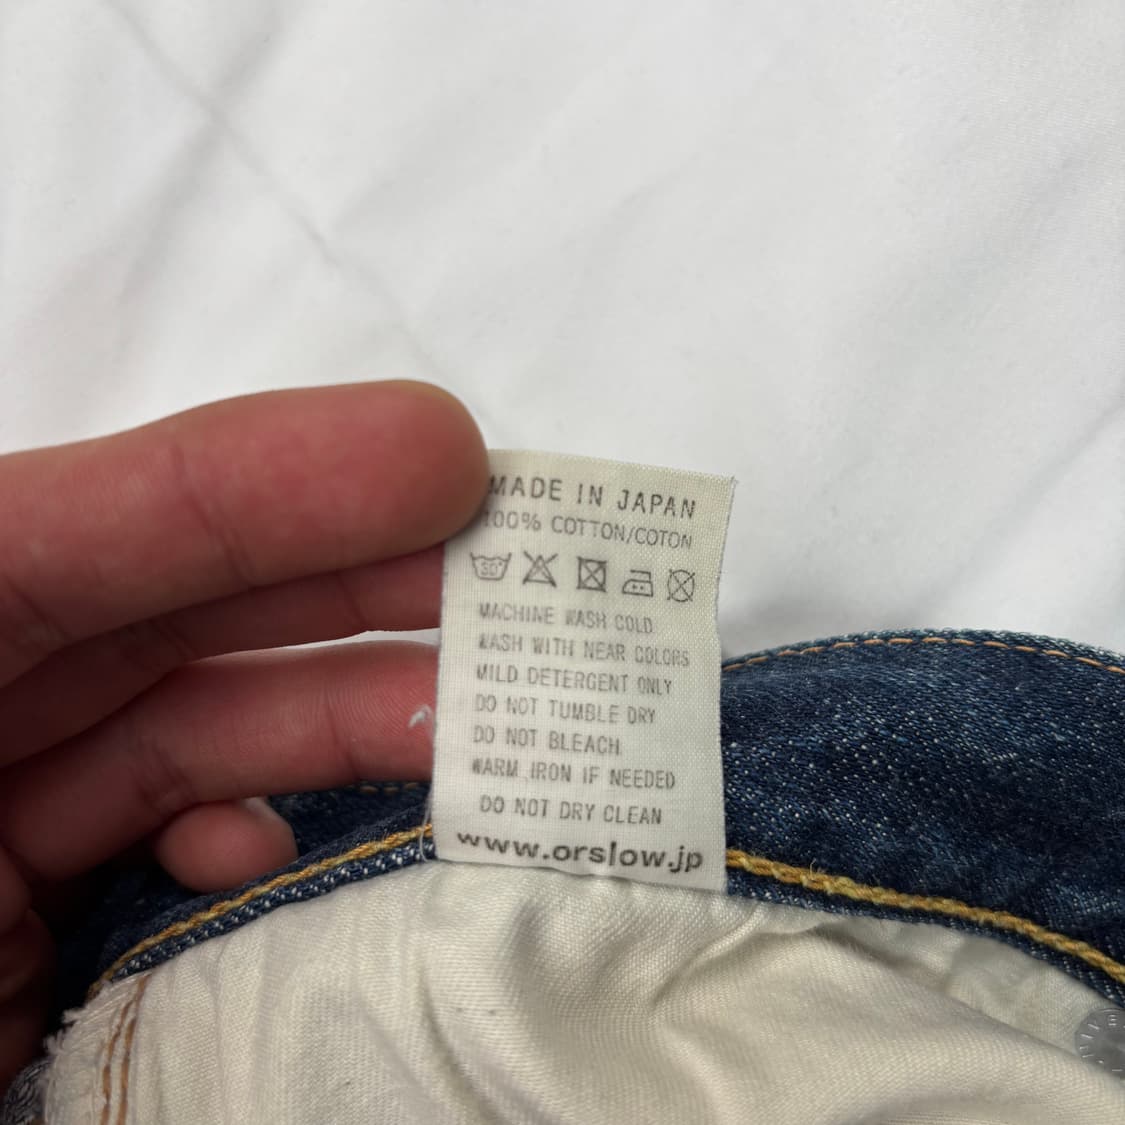 MADE IN JAPAN
100% COTTON/COTON
30°
MACHINE WASH COLD
WASH WITH NEAR COLORS
MILD DETERGENT ONLY
DO NOT TUMBLE DRY
DO NOT BLEACH
WARM IRON IF NEEDED
DO NOT DRY CLEAN
www.orslow.jp